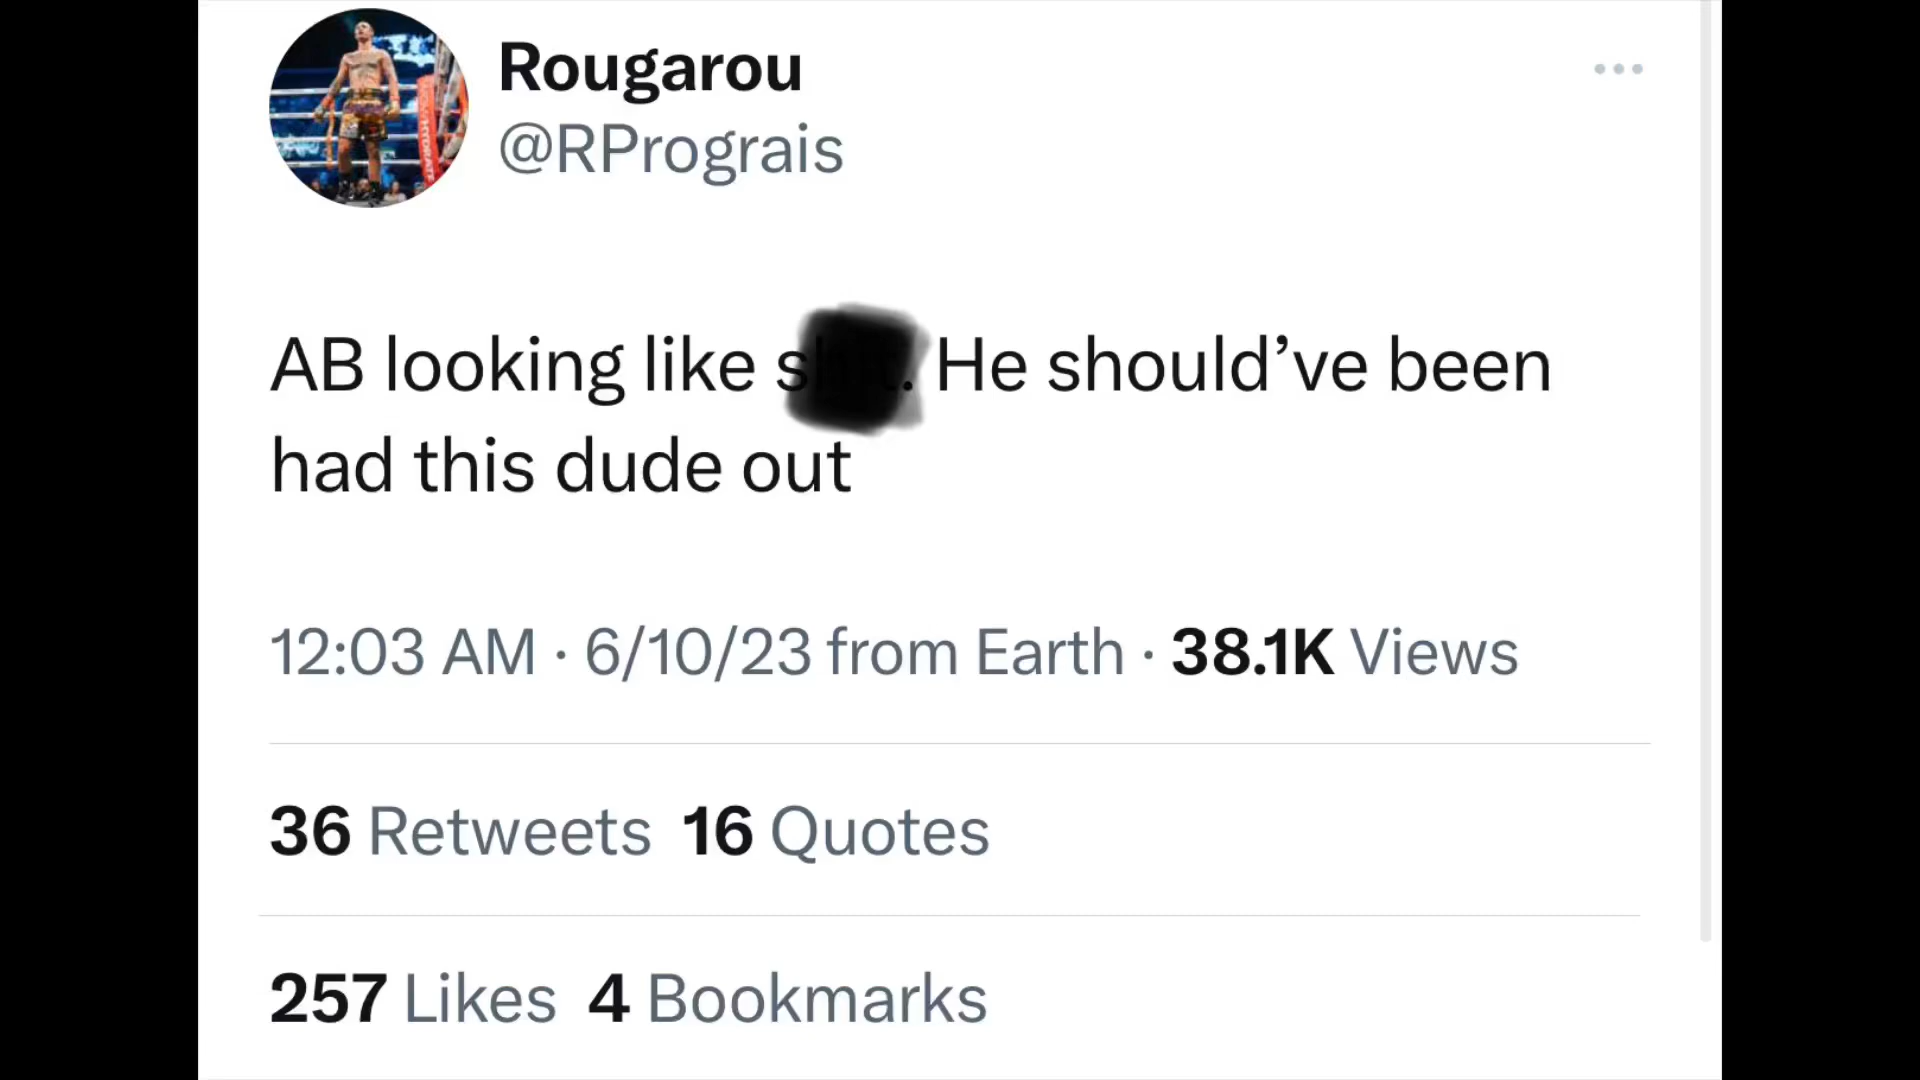 Rougarou
@RPrograis
AB looking like He should’ve been
had this dude out
12:03 AM · 6/10/23 from Earth · 38.1K Views
36 Retweets 16 Quotes
257 Likes 4 Bookmarks